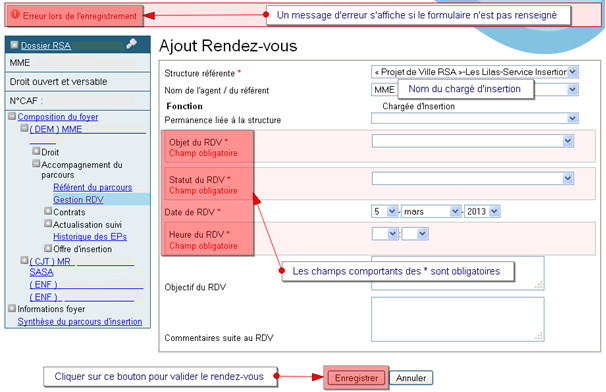 Erreur lors de l'enregistrement
Un message d'erreur s'affiche si le formulaire n'est pas renseigné
Dossier RSA
MME
Droit ouvert et versable
N°CAF :
Composition du foyer
( DEM ) MME
Droit
Accompagnement du
parcours
Référent du parcours
Gestion RDV
Contrats
Actualisation suivi
Historique des EPs
Offre d'insertion
( CJT ) MR
SASA
( ENF )
( ENF )
Informations foyer
Synthèse du parcours d'insertion
Ajout Rendez-vous
Structure référente *
« Projet de Ville RSA »-Les Lilas-Service Insertion
Nom de l'agent / du référent
MME
Nom du chargé d'insertion
Fonction
Chargée d'Insertion
Permanence liée à la structure
Objet du RDV *
Champ obligatoire
Statut du RDV *
Champ obligatoire
Date de RDV *
5 - mars - 2013
Heure du RDV *
Champ obligatoire
Les champs comportants des * sont obligatoires
Objectif du RDV
Commentaires suite au RDV
Cliquer sur ce bouton pour valider le rendez-vous
Enregistrer
Annuler